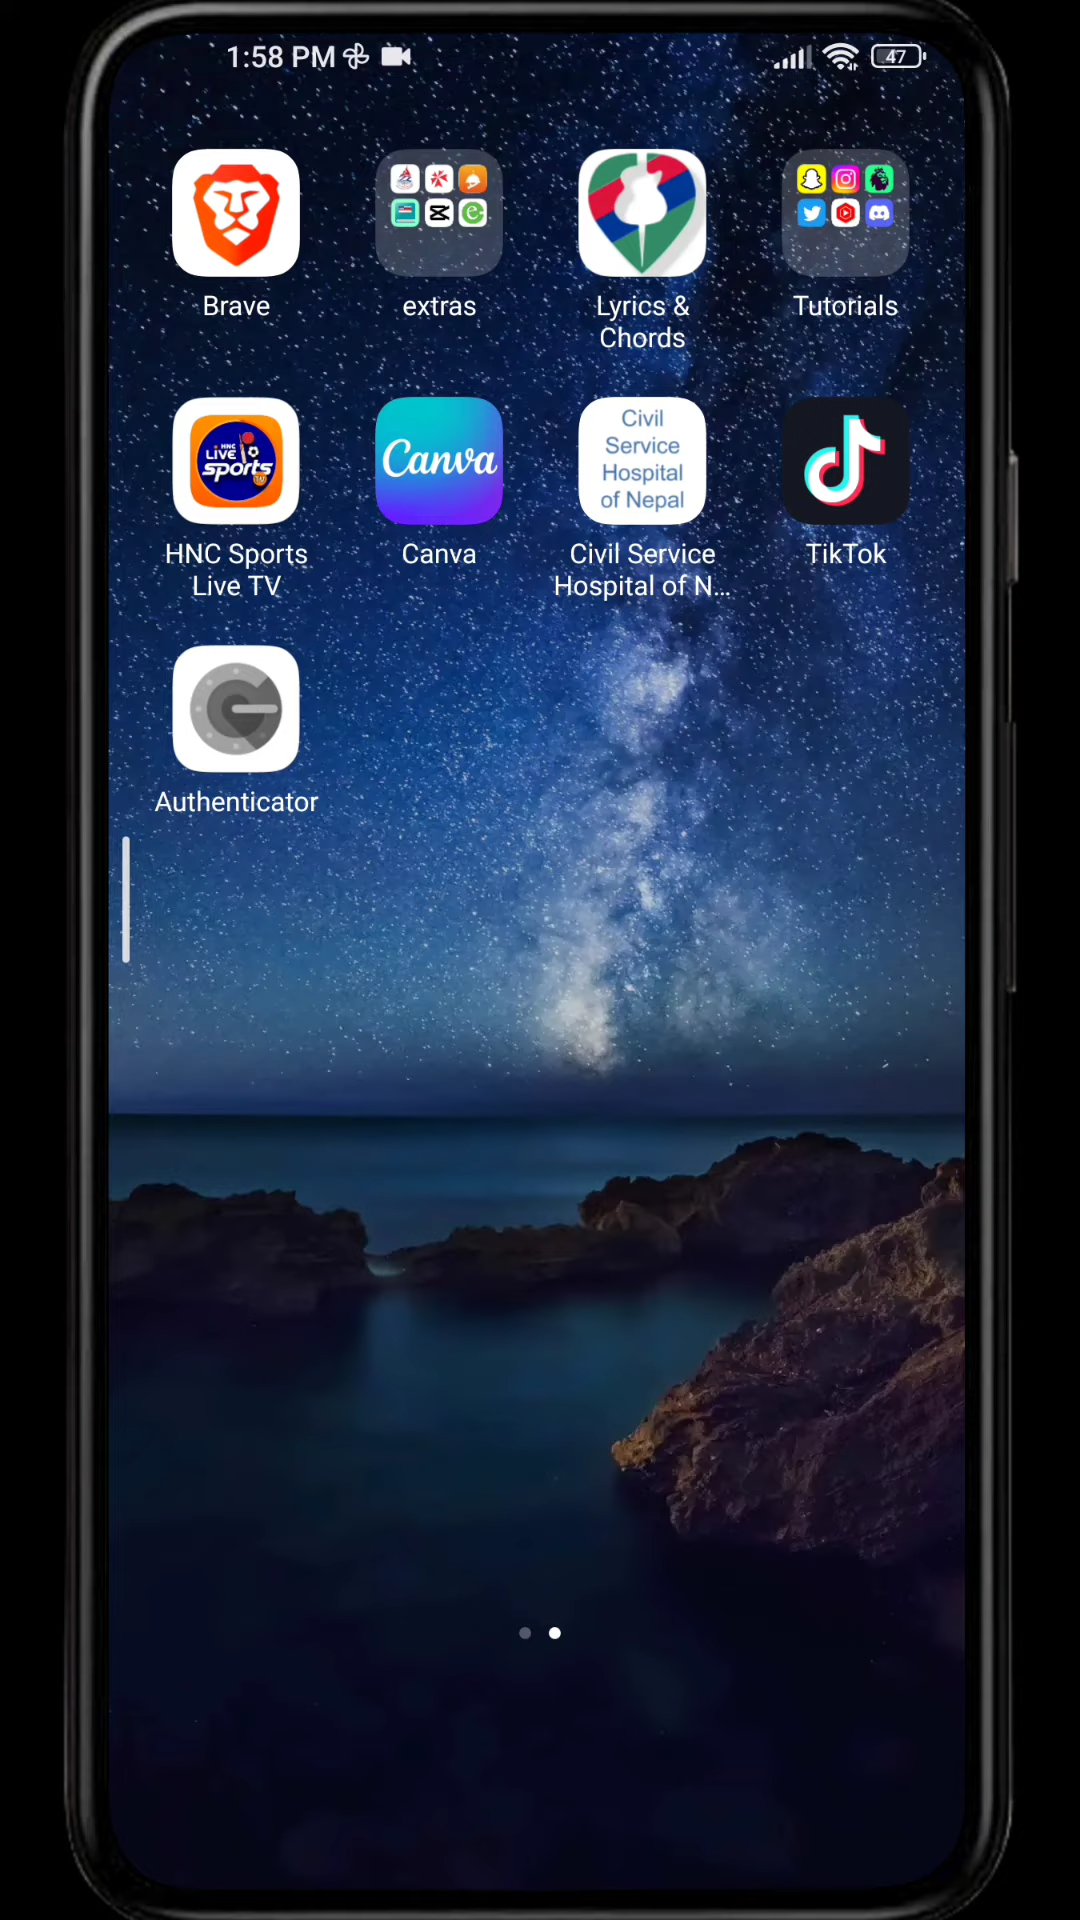 1:58 PM
47
Brave
extras
Lyrics &
Chords
Tutorials
HNC
LIVE
sports
Canva
Civil
Service
Hospital
of Nepal
HNC Sports
Live TV
Canva
Civil Service
Hospital of N...
TikTok
Authenticator